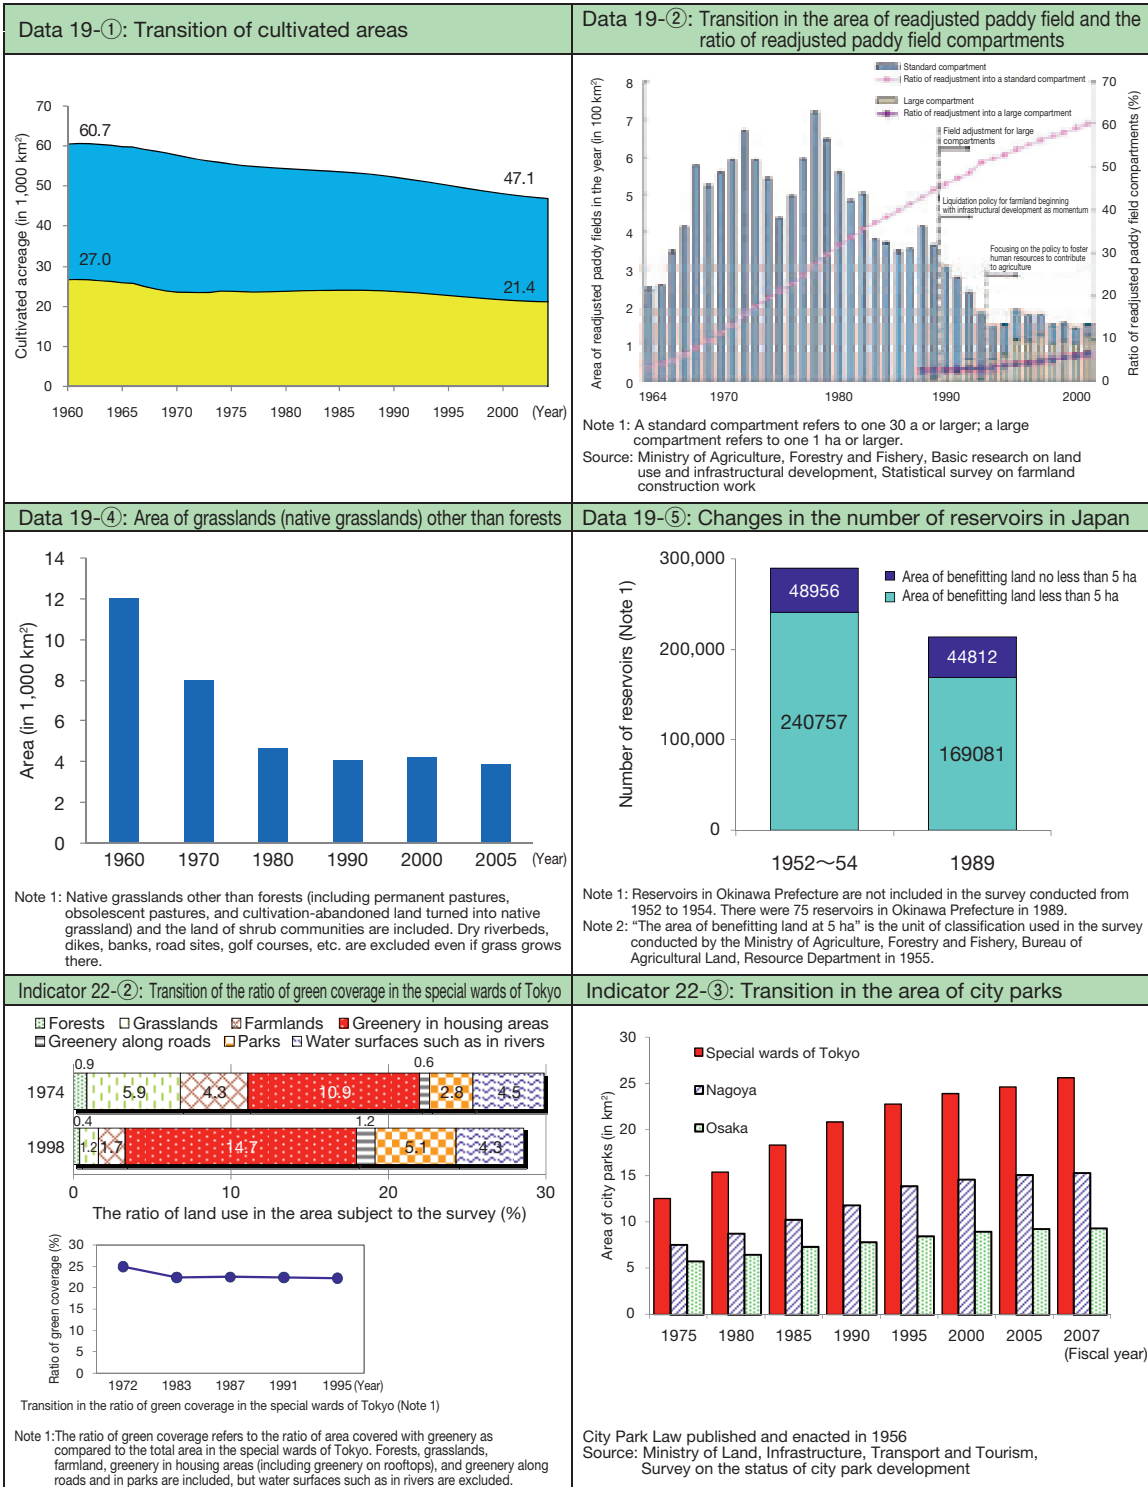 Data 19-①: Transition of cultivated areas
Cultivated acreage (in 1,000 km²)
70
60
50
40
30
20
10
0
60.7
47.1
27.0
21.4
1960 1965 1970 1975 1980 1985 1990 1995 2000 (Year)
Data 19-②: Transition in the area of readjusted paddy field and the
ratio of readjusted paddy field compartments
Standard compartment
Ratio of readjustment into a standard compartment
Large compartment
Ratio of readjustment into a large compartment
Area of readjusted paddy fields in the year (in 100 km²)
8
7
6
5
4
3
2
1
0
Field adjustment for large
compartments
Liquidation policy for farmland beginning
with infrastructural development as momentum
Focusing on the policy to foster
human resources to contribute
to agriculture
70
60
50
40
30
20
10
0
Ratio of readjusted paddy field compartments (%)
1964 1970 1980 1990 2000
Note 1: A standard compartment refers to one 30 a or larger; a large
compartment refers to one 1 ha or larger.
Source: Ministry of Agriculture, Forestry and Fishery, Basic research on land
use and infrastructural development, Statistical survey on farmland
construction work
Data 19-④: Area of grasslands (native grasslands) other than forests
Area (in 1,000 km²)
14
12
10
8
6
4
2
0
1960 1970 1980 1990 2000 2005 (Year)
Note 1: Native grasslands other than forests (including permanent pastures,
obsolescent pastures, and cultivation-abandoned land turned into native
grassland) and the land of shrub communities are included. Dry riverbeds,
dikes, banks, road sites, golf courses, etc. are excluded even if grass grows
there.
Data 19-⑤: Changes in the number of reservoirs in Japan
Number of reservoirs (Note 1)
300,000
200,000
100,000
0
48956
240757
44812
169081
Area of benefitting land no less than 5 ha
Area of benefitting land less than 5 ha
1952～54 1989
Note 1: Reservoirs in Okinawa Prefecture are not included in the survey conducted from
1952 to 1954. There were 75 reservoirs in Okinawa Prefecture in 1989.
Note 2: “The area of benefitting land at 5 ha” is the unit of classification used in the survey
conducted by the Ministry of Agriculture, Forestry and Fishery, Bureau of
Agricultural Land, Resource Department in 1955.
Indicator 22-②: Transition of the ratio of green coverage in the special wards of Tokyo
Forests Grasslands Farmlands Greenery in housing areas
Greenery along roads Parks Water surfaces such as in rivers
0.9 0.6
1974 5.9 4.3 10.9 2.8 4.5
0.4 1.2
1998 1.2 1.7 14.7 5.1 4.3
0 10 20 30
The ratio of land use in the area subject to the survey (%)
Ratio of green coverage (%)
30
25
20
15
10
5
0
1972 1983 1987 1991 1995 (Year)
Transition in the ratio of green coverage in the special wards of Tokyo (Note 1)
Note 1:The ratio of green coverage refers to the ratio of area covered with greenery as
compared to the total area in the special wards of Tokyo. Forests, grasslands,
farmland, greenery in housing areas (including greenery on rooftops), and greenery along
roads and in parks are included, but water surfaces such as in rivers are excluded.
Indicator 22-③: Transition in the area of city parks
Area of city parks (in km²)
30
25
20
15
10
5
0
Special wards of Tokyo
Nagoya
Osaka
1975 1980 1985 1990 1995 2000 2005 2007
(Fiscal year)
City Park Law published and enacted in 1956
Source: Ministry of Land, Infrastructure, Transport and Tourism,
Survey on the status of city park development